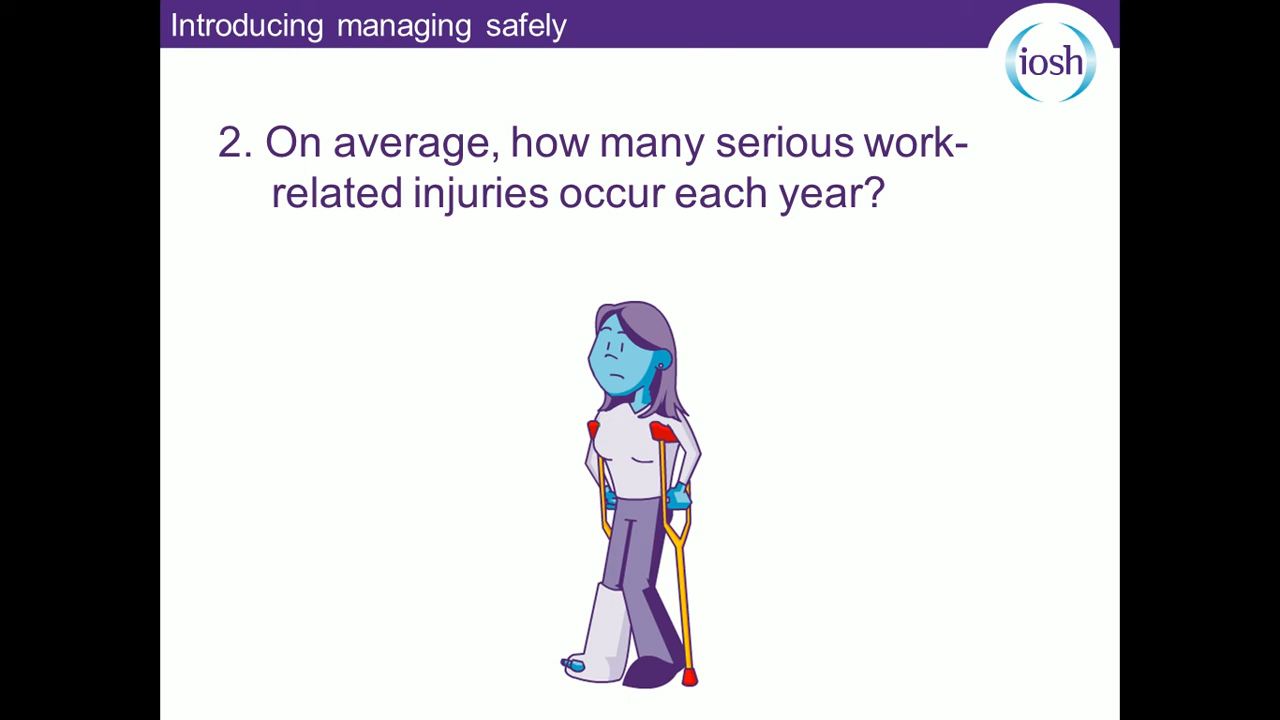 Introducing managing safely
iosh
2. On average, how many serious work-
related injuries occur each year?